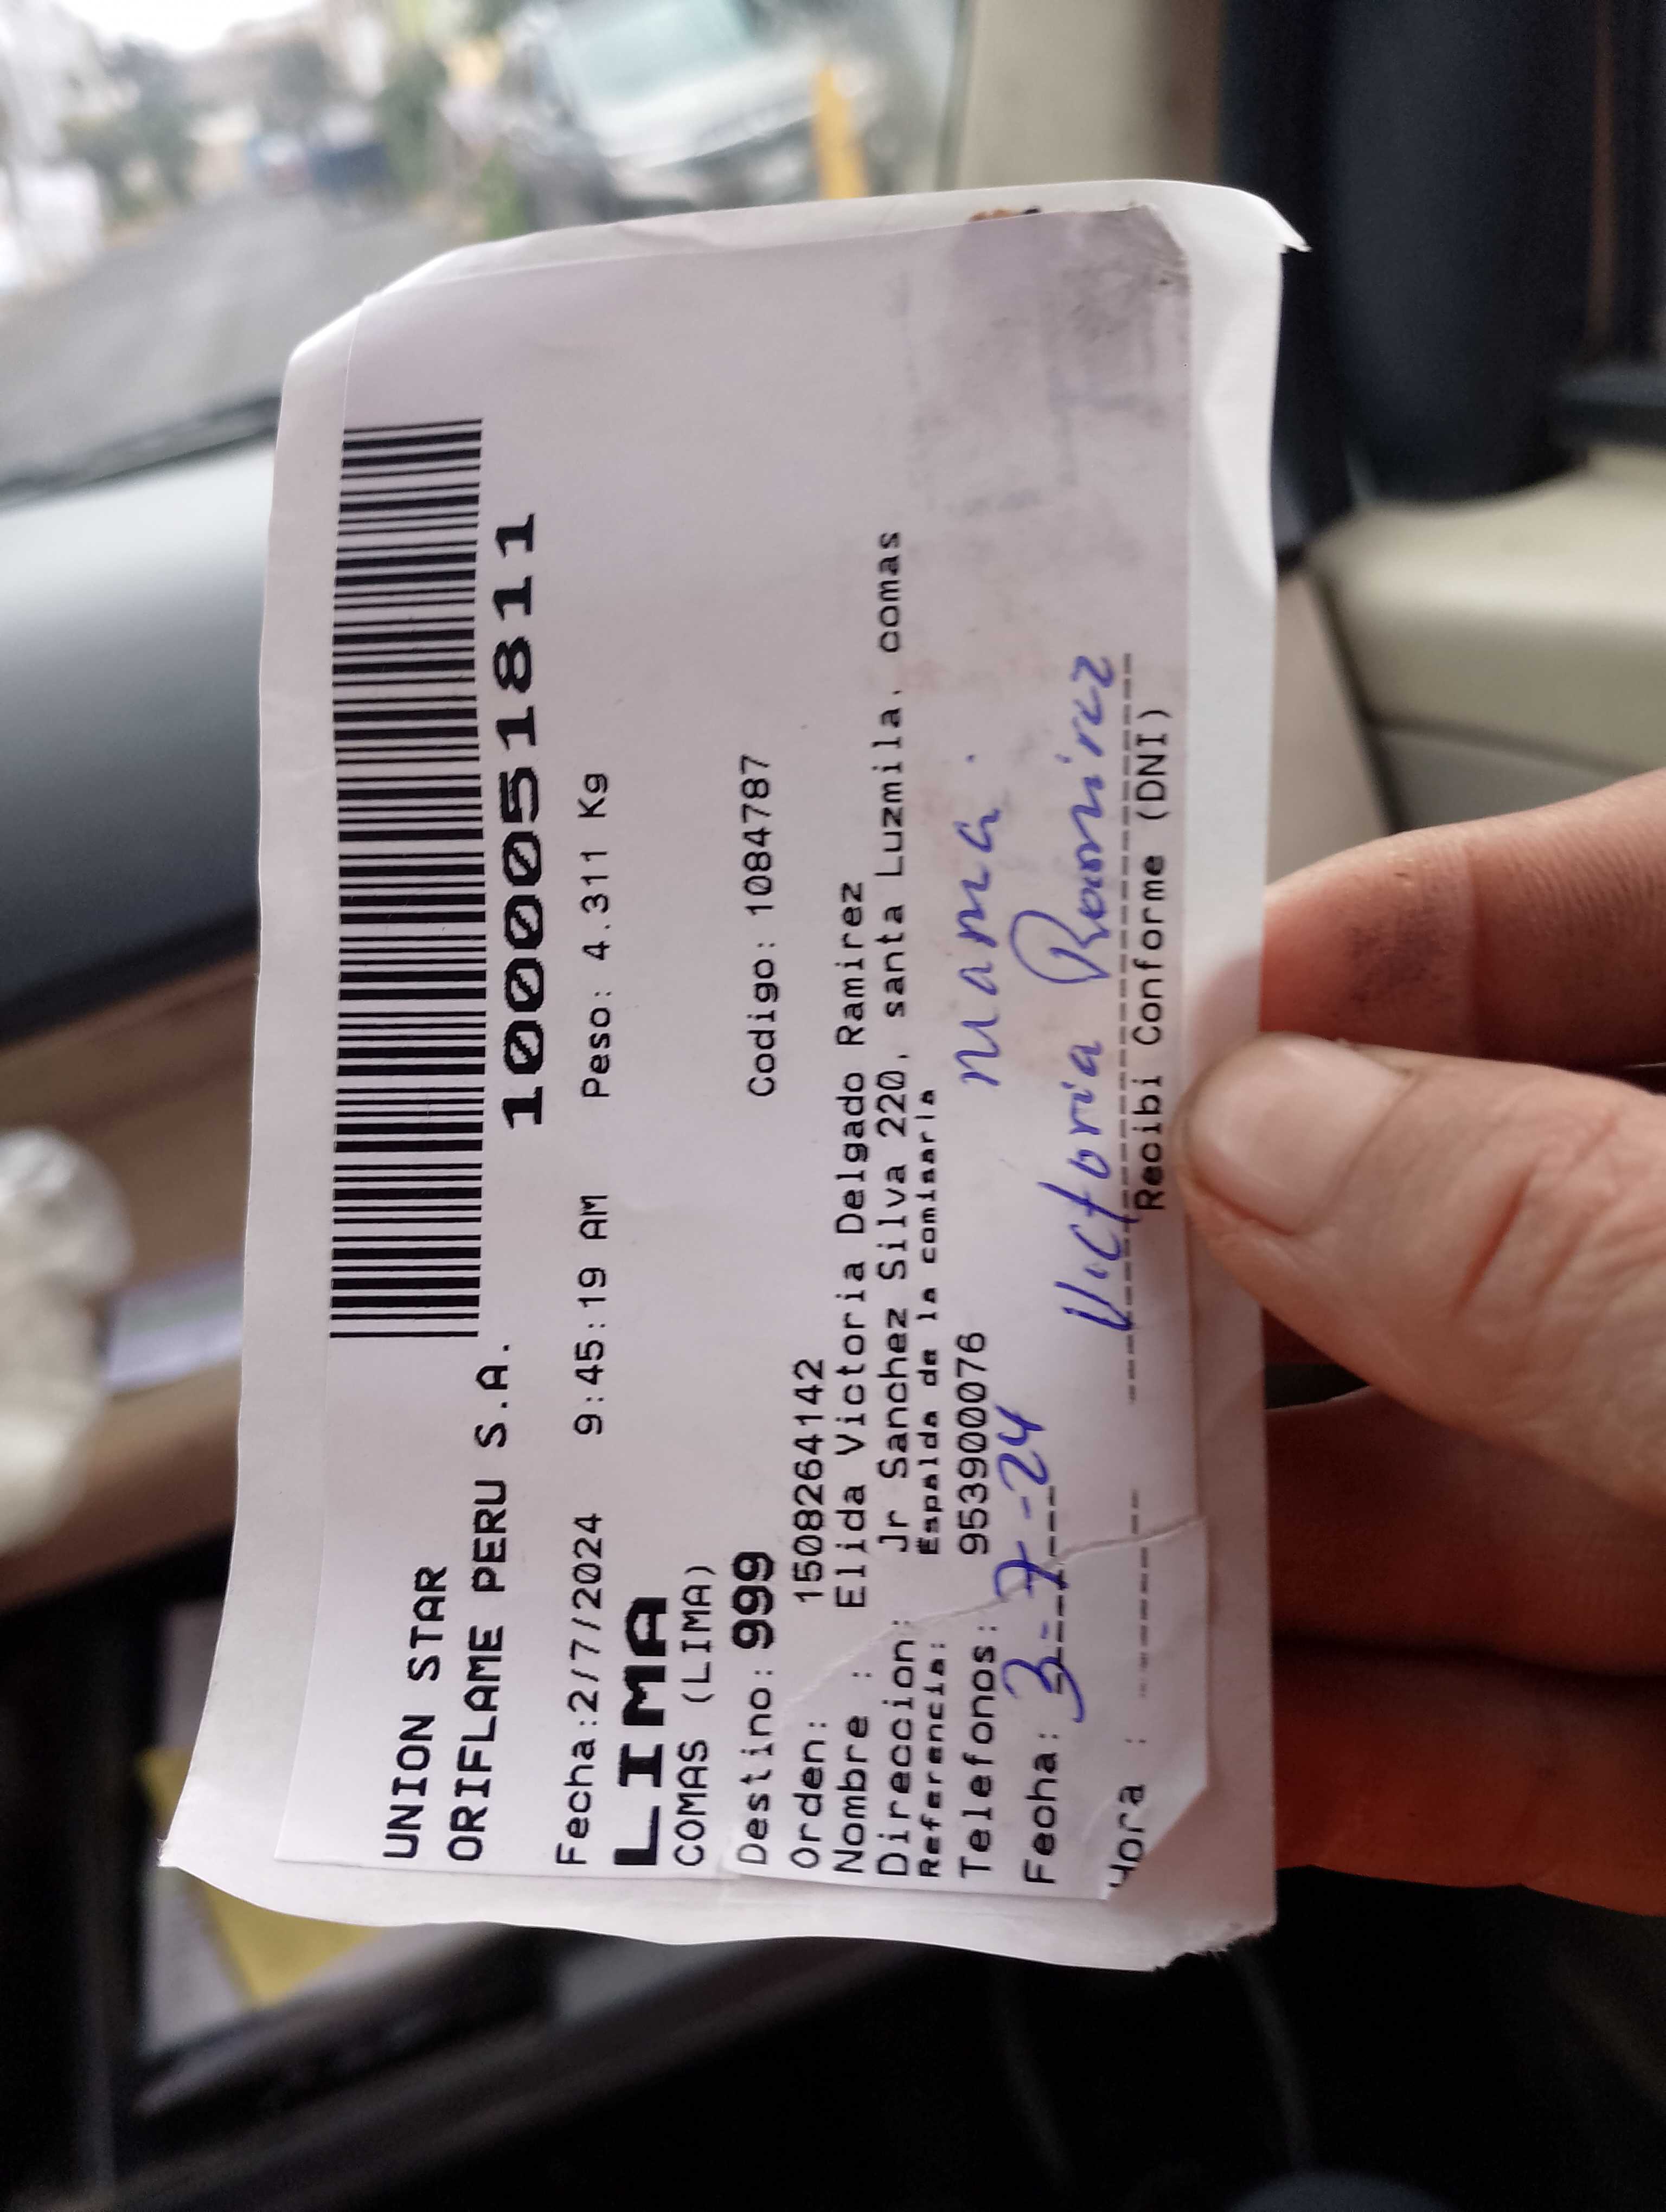 UNION STAR
ORIFLAME PERU S.A.
1000051811
Fecha:2/7/2024 9:45:19 AM Peso: 4.311 Kg
LIMA
COMAS (LIMA)
Destino: 999 Codigo: 1084787
Orden: 1508264142
Nombre : Elida Victoria Delgado Ramirez
Direccion: Jr Sanchez Silva 220, santa Luzmila, comas
Referencia: Espalda de la comisaria
Telefonos: 953900076
mama.
Fecha: 3-7-24
Victoria Ramirez
Hora :
Recibi Conforme (DNI)